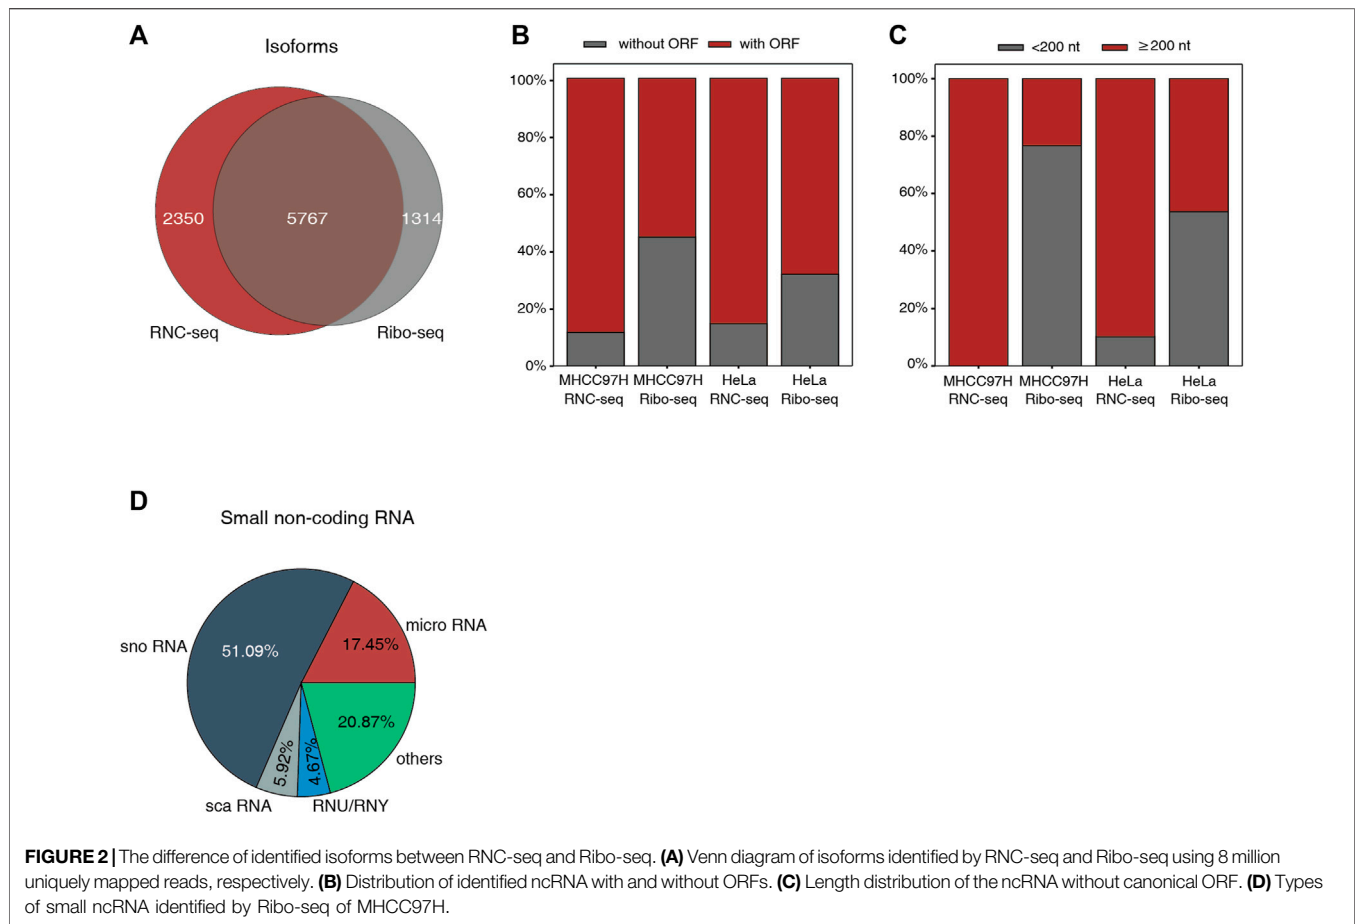 A
Isoforms
2350
5767
1314
RNC-seq
Ribo-seq
B
without ORF
with ORF
100%
80%
60%
40%
20%
0%
MHCC97H RNC-seq
MHCC97H Ribo-seq
HeLa RNC-seq
HeLa Ribo-seq
C
<200 nt
≥200 nt
100%
80%
60%
40%
20%
0%
MHCC97H RNC-seq
MHCC97H Ribo-seq
HeLa RNC-seq
HeLa Ribo-seq
D
Small non-coding RNA
micro RNA
17.45%
sno RNA
51.09%
20.87%
others
5.92%
4.67%
sca RNA
RNU/RNY
FIGURE 2 | The difference of identified isoforms between RNC-seq and Ribo-seq. (A) Venn diagram of isoforms identified by RNC-seq and Ribo-seq using 8 million
uniquely mapped reads, respectively. (B) Distribution of identified ncRNA with and without ORFs. (C) Length distribution of the ncRNA without canonical ORF. (D) Types
of small ncRNA identified by Ribo-seq of MHCC97H.